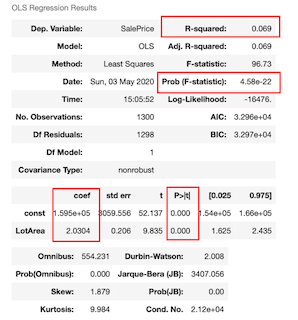 OLS Regression Results
Dep. Variable: SalePrice R-squared: 0.069
Model: OLS Adj. R-squared: 0.069
Method: Least Squares F-statistic: 96.73
Date: Sun, 03 May 2020 Prob (F-statistic): 4.58e-22
Time: 15:05:52 Log-Likelihood: -16476.
No. Observations: 1300 AIC: 3.296e+04
Df Residuals: 1298 BIC: 3.297e+04
Df Model: 1
Covariance Type: nonrobust
coef std err t P>|t| [0.025 0.975]
const 1.595e+05 3059.556 52.137 0.000 1.54e+05 1.66e+05
LotArea 2.0304 0.206 9.835 0.000 1.625 2.435
Omnibus: 554.231 Durbin-Watson: 2.008
Prob(Omnibus): 0.000 Jarque-Bera (JB): 3407.056
Skew: 1.879 Prob(JB): 0.00
Kurtosis: 9.984 Cond. No. 2.12e+04